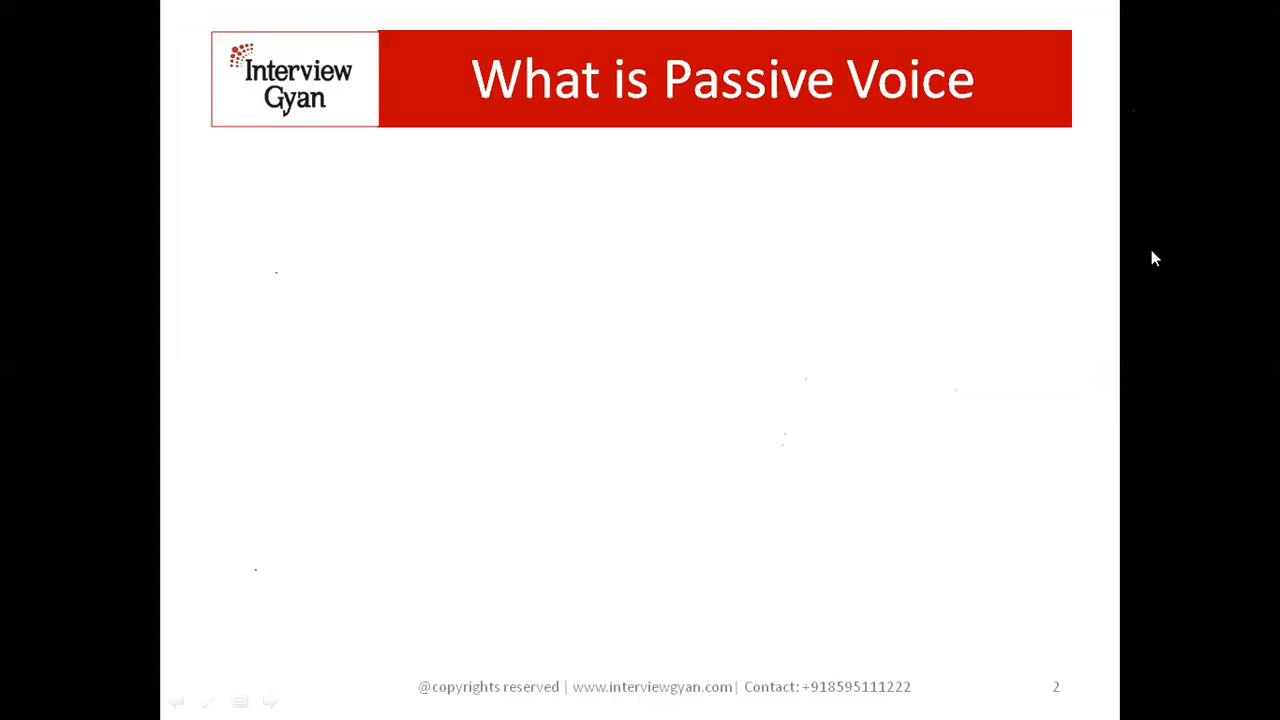 Interview
Gyan
What is Passive Voice
@copyrights reserved | www.interviewgyan.com| Contact: +918595111222
2